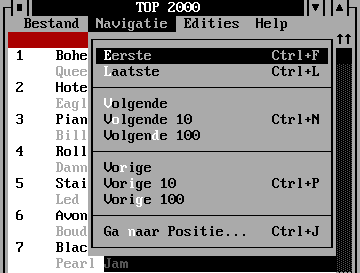 TOP 2000
Bestand Navigatie Edities Help
Eerste Ctrl+F
Laatste Ctrl+L
Volgende
Volgende 10 Ctrl+N
Volgende 100
Vorige
Vorige 10 Ctrl+P
Vorige 100
Ga naar Positie... Ctrl+J
1 Bohe
Quee
2 Hote
Eagl
3 Pian
Bill
4 Roll
Dann
5 Stai
Led
6 Avon
Boud
7 Blac
Pearl Jam